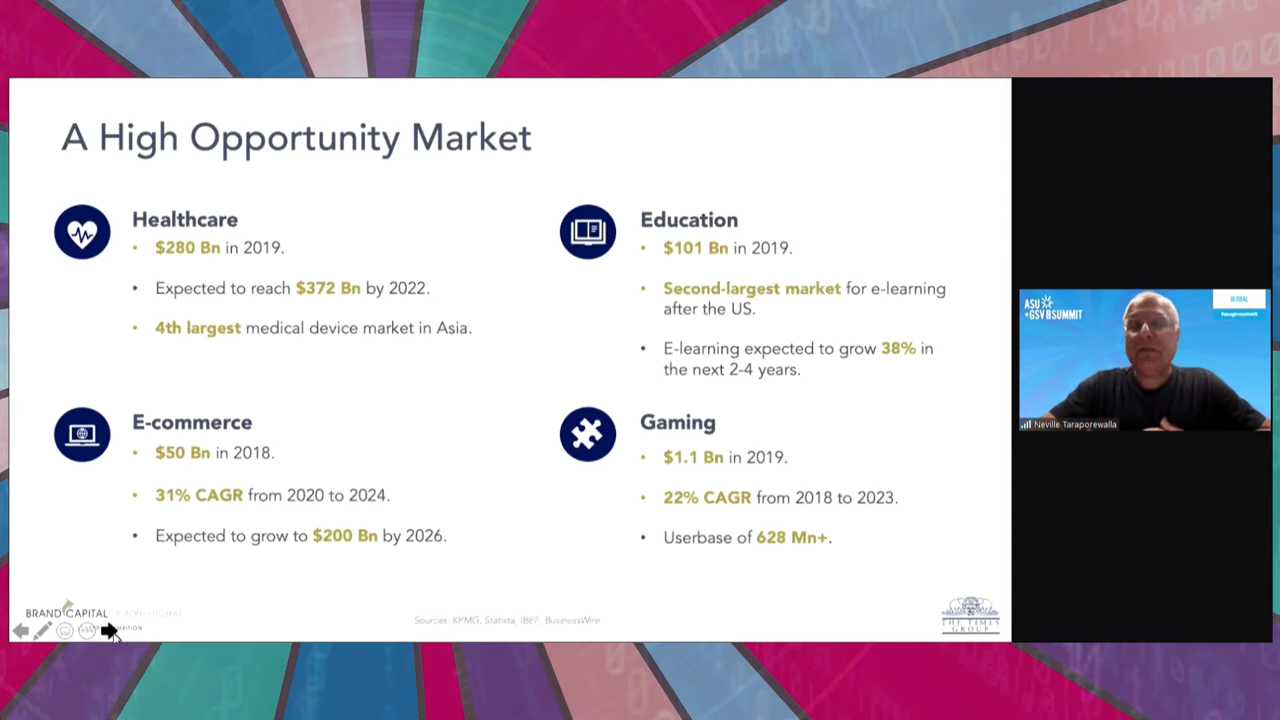 A High Opportunity Market
Healthcare
• $280 Bn in 2019.
• Expected to reach $372 Bn by 2022.
• 4th largest medical device market in Asia.
Education
• $101 Bn in 2019.
• Second-largest market for e-learning
after the US.
• E-learning expected to grow 38% in
the next 2-4 years.
E-commerce
• $50 Bn in 2018.
• 31% CAGR from 2020 to 2024.
• Expected to grow to $200 Bn by 2026.
Gaming
• $1.1 Bn in 2019.
• 22% CAGR from 2018 to 2023.
• Userbase of 628 Mn+.
BRAND CAPITAL
Sources: KPMG, Statista, IBEF, BusinessWire
THE TIMES
GROUP
ASU
+GSV SUMMIT
GLOBAL
Neville Taraporewalla